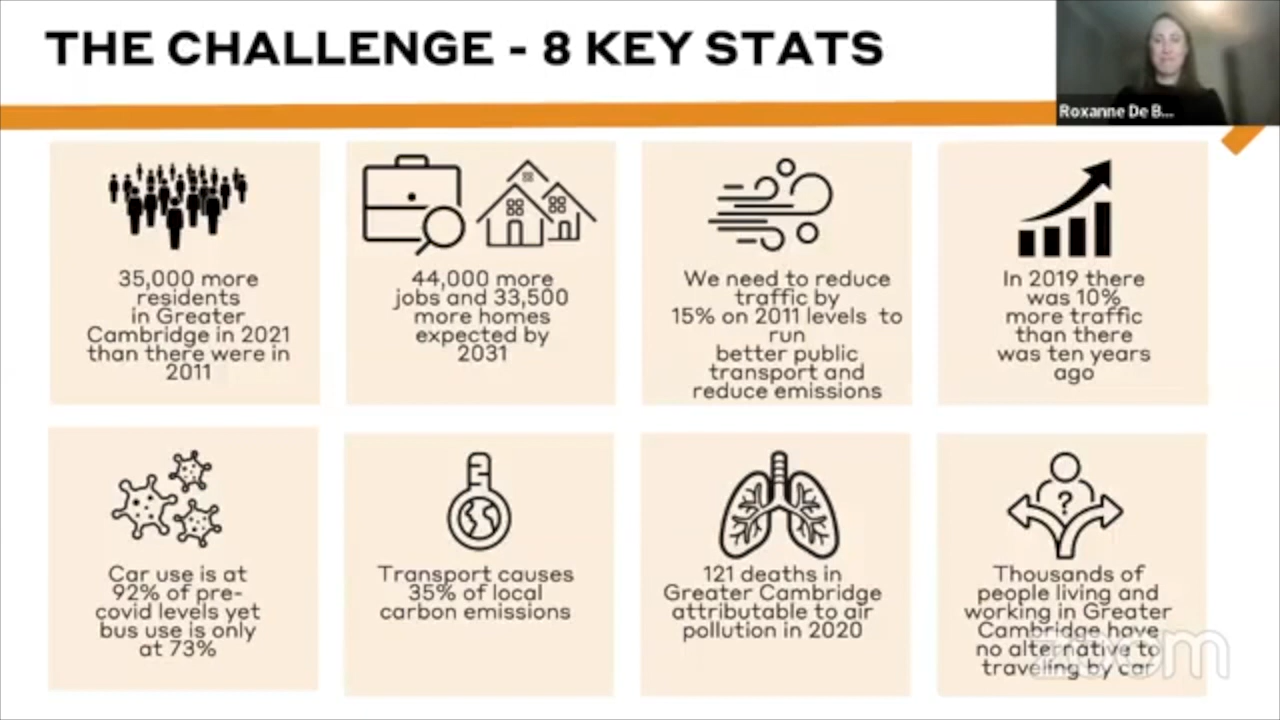 THE CHALLENGE - 8 KEY STATS
Roxanne De B...
35,000 more
residents
in Greater
Cambridge in 2021
than there were in
2011
44,000 more
jobs and 33,500
more homes
expected by
2031
We need to reduce
traffic by
15% on 2011 levels to
run
better public
transport and
reduce emissions
In 2019 there
was 10%
more traffic
than there
was ten years
ago
Car use is at
92% of pre-
covid levels yet
bus use is only
at 73%
Transport causes
35% of local
carbon emissions
121 deaths in
Greater Cambridge
attributable to air
pollution in 2020
?
Thousands of
people living and
working in Greater
Cambridge have
no alternative to
traveling by car
zoom